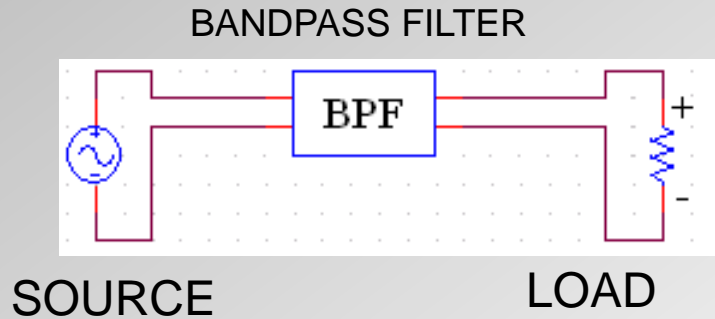 BANDPASS FILTER
BPF
+
-
SOURCE
LOAD